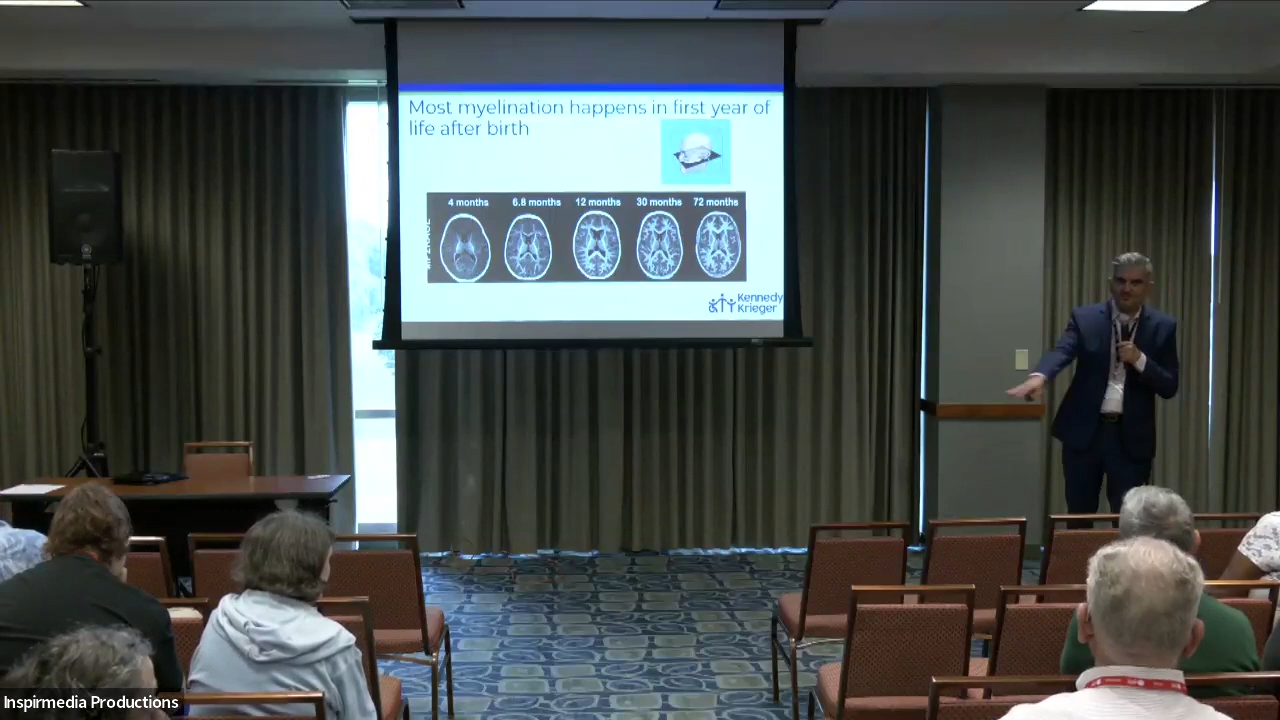 Most myelination happens in first year of
life after birth
4 months 6.8 months 12 months 30 months 72 months
Kennedy
Krieger
Inspirmedia Productions